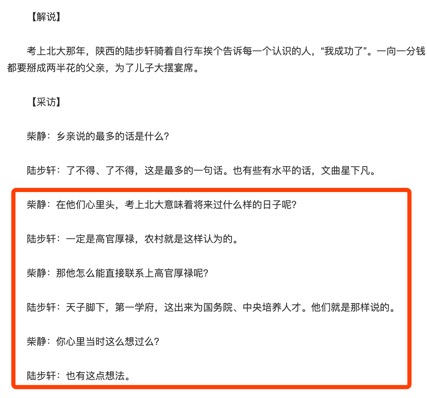 【解说】
考上北大那年，陕西的陆步轩骑着自行车挨个告诉每一个认识的人，“我成功了”。一向一分钱
都要掰成两半花的父亲，为了儿子大摆宴席。
【采访】
柴静：乡亲说的最多的话是什么？
陆步轩：了不得、了不得，这是最多的一句话。也有些有水平的话，文曲星下凡。
柴静：在他们心里头，考上北大意味着将来过什么样的日子呢？
陆步轩：一定是高官厚禄，农村就是这样认为的。
柴静：那他怎么能直接联系上高官厚禄呢？
陆步轩：天子脚下，第一学府，这出来为国务院、中央培养人才。他们就是那样说的。
柴静：你心里当时这么想过么？
陆步轩：也有这点想法。